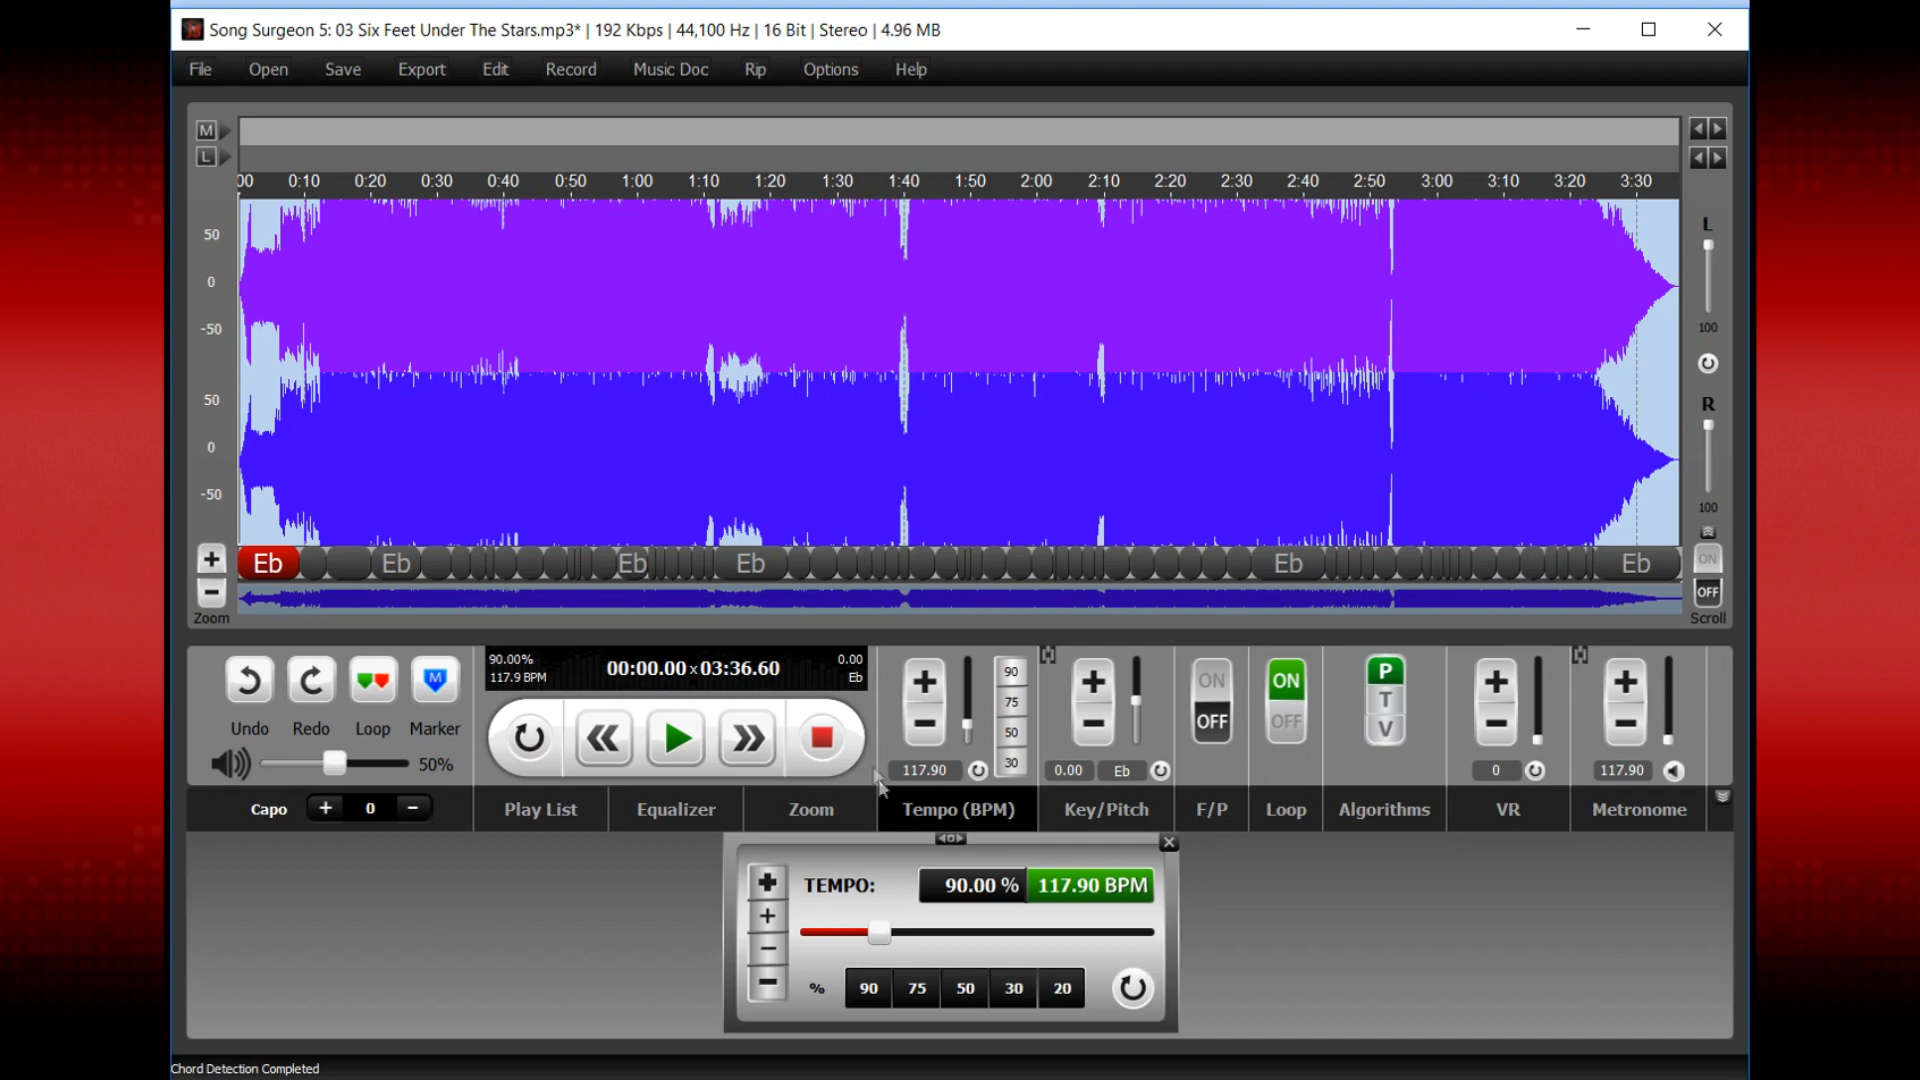 Song Surgeon 5: 03 Six Feet Under The Stars.mp3* | 192 Kbps | 44,100 Hz | 16 Bit | Stereo | 4.96 MB
File Open Save Export Edit Record Music Doc Rip Options Help
M
L
00 0:10 0:20 0:30 0:40 0:50 1:00 1:10 1:20 1:30 1:40 1:50 2:00 2:10 2:20 2:30 2:40 2:50 3:00 3:10 3:20 3:30
50
0
-50
50
0
-50
L
100
R
100
ON
OFF
Scroll
+
-
Zoom
Eb Eb Eb Eb Eb Eb
Undo Redo Loop Marker
M
50%
90.00%
117.9 BPM
00:00.00 x 03:36.60
0.00
Eb
+
-
90
75
50
30
117.90
+
-
0.00 Eb
ON
OFF
ON
OFF
P
T
V
+
-
0
+
-
117.90
Capo + 0 - Play List Equalizer Zoom Tempo (BPM) Key/Pitch F/P Loop Algorithms VR Metronome
+
+
-
-
TEMPO: 90.00 % 117.90 BPM
% 90 75 50 30 20
Chord Detection Completed